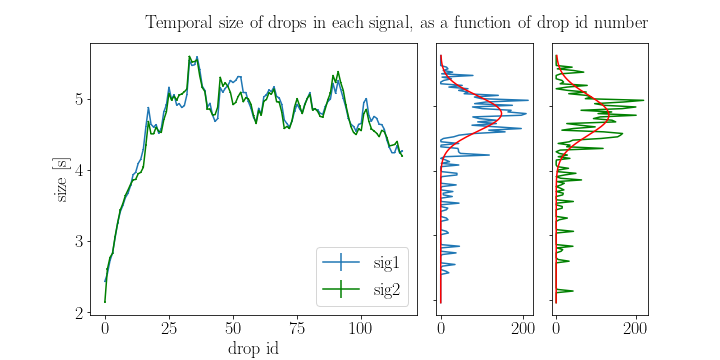 Temporal size of drops in each signal, as a function of drop id number
size [s]
5
4
3
2
sig1
sig2
0 25 50 75 100
0 200
0 200
drop id